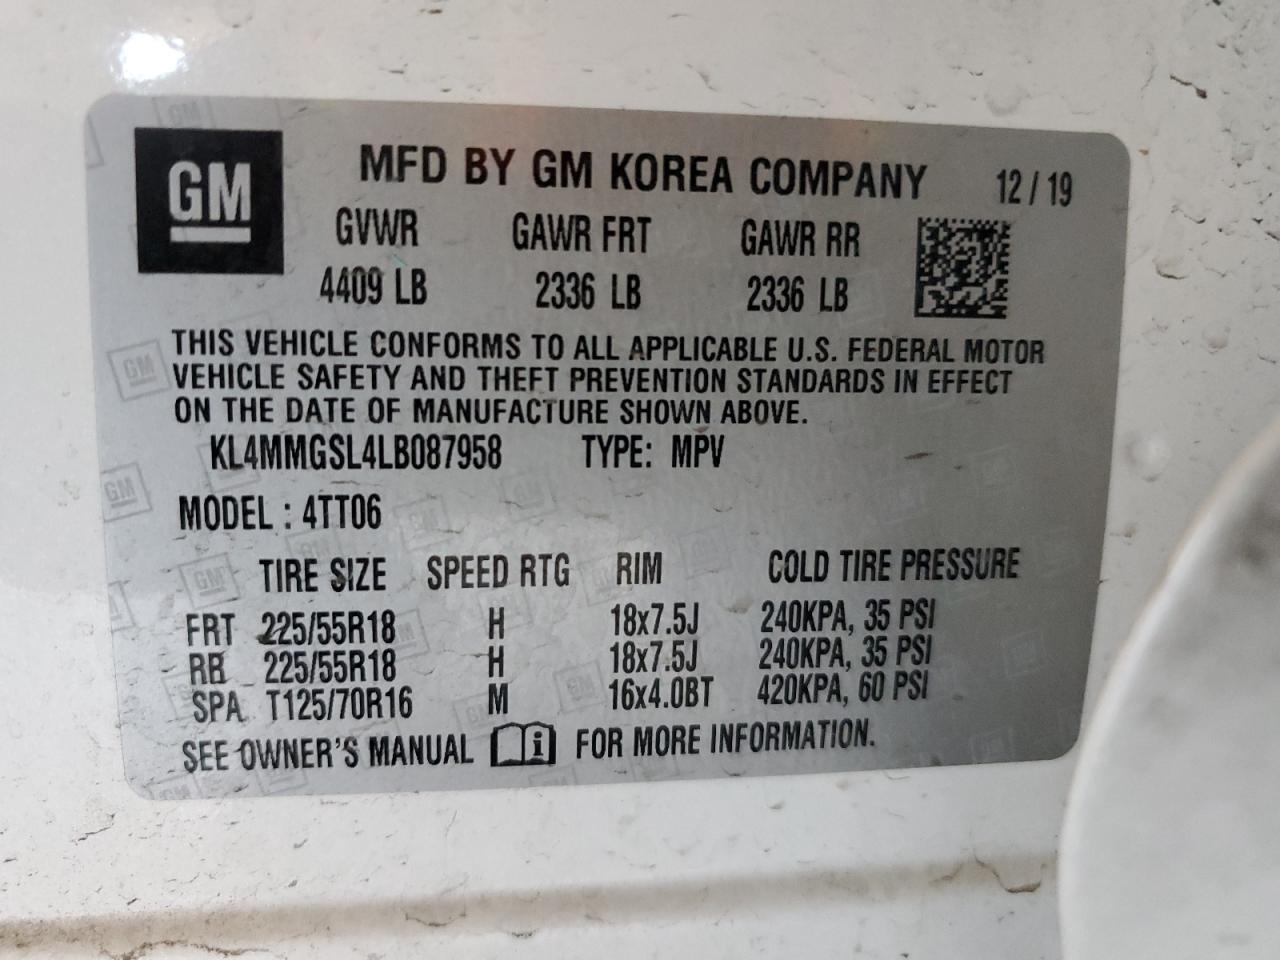 GM
MFD BY GM KOREA COMPANY 12 / 19
GVWR GAWR FRT GAWR RR
4409 LB 2336 LB 2336 LB
THIS VEHICLE CONFORMS TO ALL APPLICABLE U.S. FEDERAL MOTOR
VEHICLE SAFETY AND THEFT PREVENTION STANDARDS IN EFFECT
ON THE DATE OF MANUFACTURE SHOWN ABOVE.
KL4MMGSL4LB087958 TYPE: MPV
MODEL : 4TT06
TIRE SIZE SPEED RTG RIM COLD TIRE PRESSURE
FRT 225/55R18 H 18x7.5J 240KPA, 35 PSI
RR 225/55R18 H 18x7.5J 240KPA, 35 PSI
SPA T125/70R16 M 16x4.0BT 420KPA, 60 PSI
SEE OWNER'S MANUAL i FOR MORE INFORMATION.